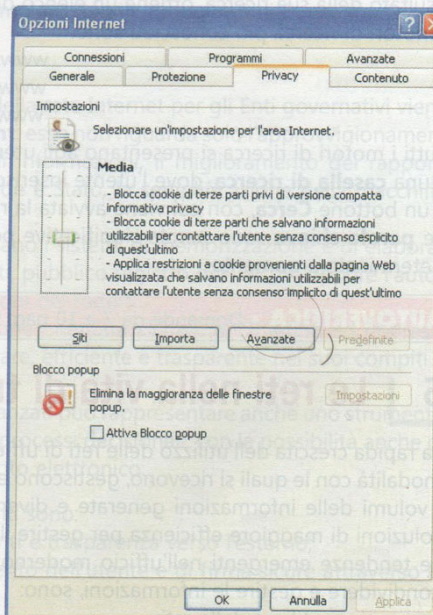 Opzioni Internet
Connessioni Programmi Avanzate
Generale Protezione Privacy Contenuto
Impostazioni
Selezionare un'impostazione per l'area Internet.
Media
- Blocca cookie di terze parti privi di versione compatta
informativa privacy
- Blocca cookie di terze parti che salvano informazioni
utilizzabili per contattare l'utente senza consenso esplicito
di quest'ultimo
- Applica restrizioni a cookie provenienti dalla pagina Web
visualizzata che salvano informazioni utilizzabili per
contattare l'utente senza consenso implicito di quest'ultimo
Siti Importa Avanzate Predefinite
Blocco popup
Elimina la maggioranza delle finestre
popup.
Impostazioni
Attiva Blocco popup
OK Annulla Applica